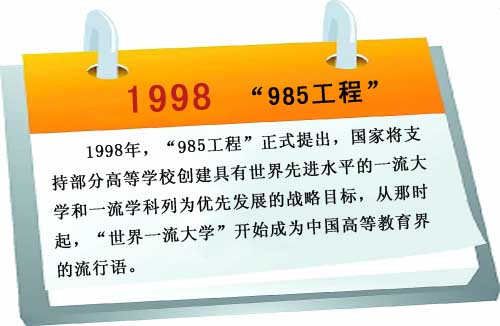 1998 “985工程”
1998年，“985工程”正式提出，国家将支
持部分高等学校创建具有世界先进水平的一流大
学和一流学科列为优先发展的战略目标，从那时
起，“世界一流大学”开始成为中国高等教育界
的流行语。